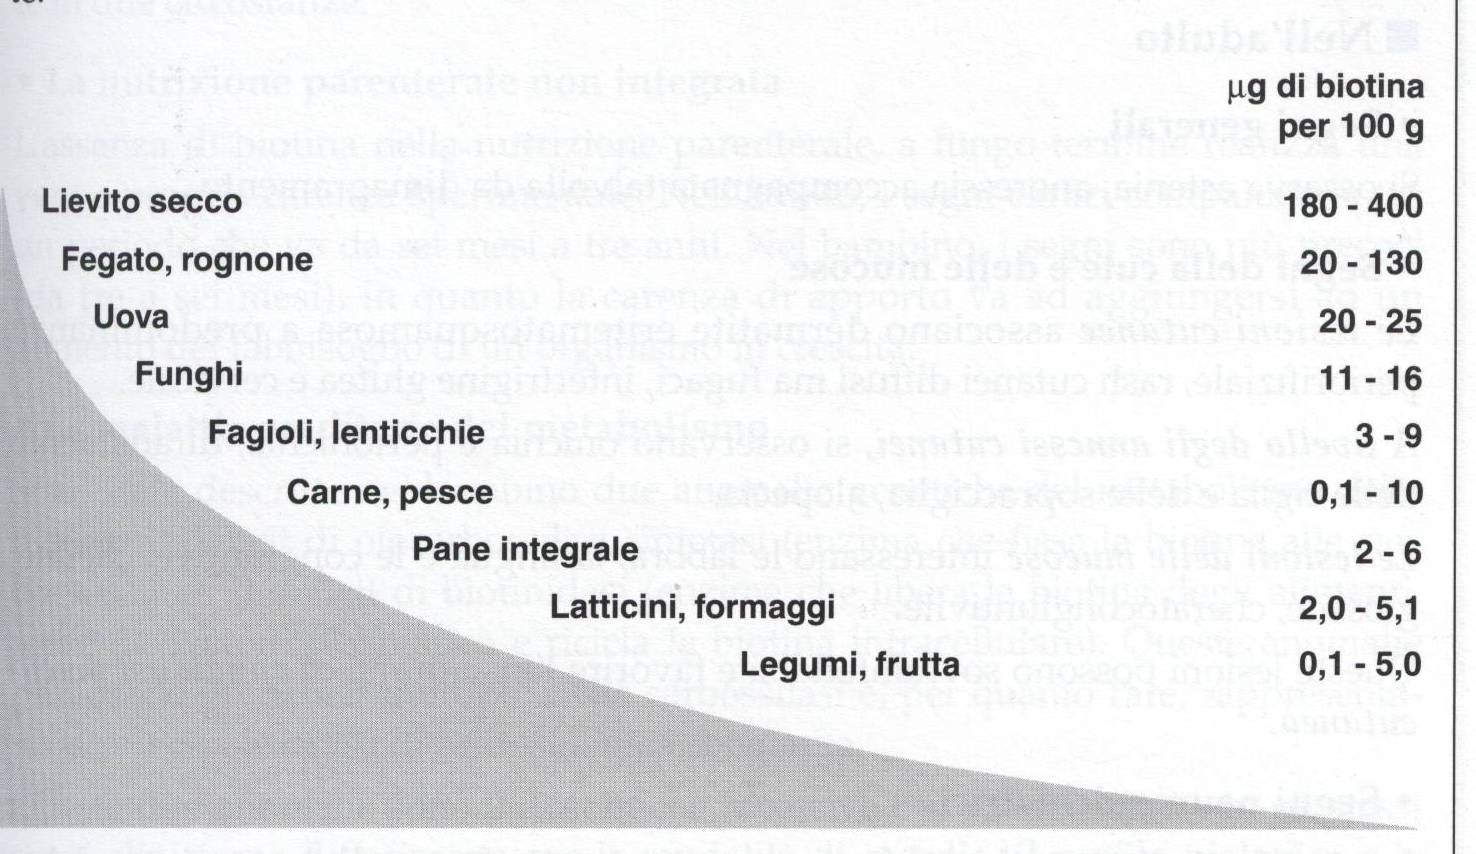 µg di biotina
per 100 g
Lievito secco 180 - 400
Fegato, rognone 20 - 130
Uova 20 - 25
Funghi 11 - 16
Fagioli, lenticchie 3 - 9
Carne, pesce 0,1 - 10
Pane integrale 2 - 6
Latticini, formaggi 2,0 - 5,1
Legumi, frutta 0,1 - 5,0